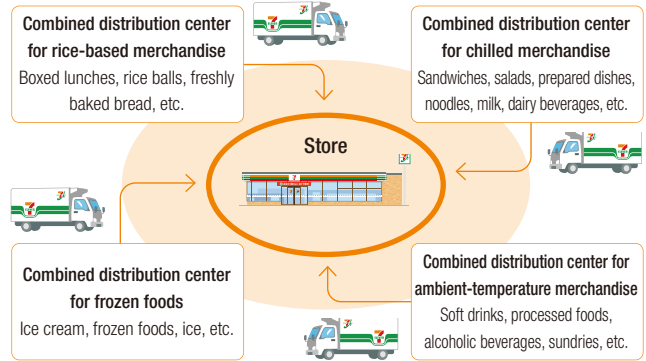 Combined distribution center
for rice-based merchandise
Boxed lunches, rice balls, freshly
baked bread, etc.
Combined distribution center
for chilled merchandise
Sandwiches, salads, prepared dishes,
noodles, milk, dairy beverages, etc.
Store
Combined distribution center
for frozen foods
Ice cream, frozen foods, ice, etc.
Combined distribution center for
ambient-temperature merchandise
Soft drinks, processed foods,
alcoholic beverages, sundries, etc.